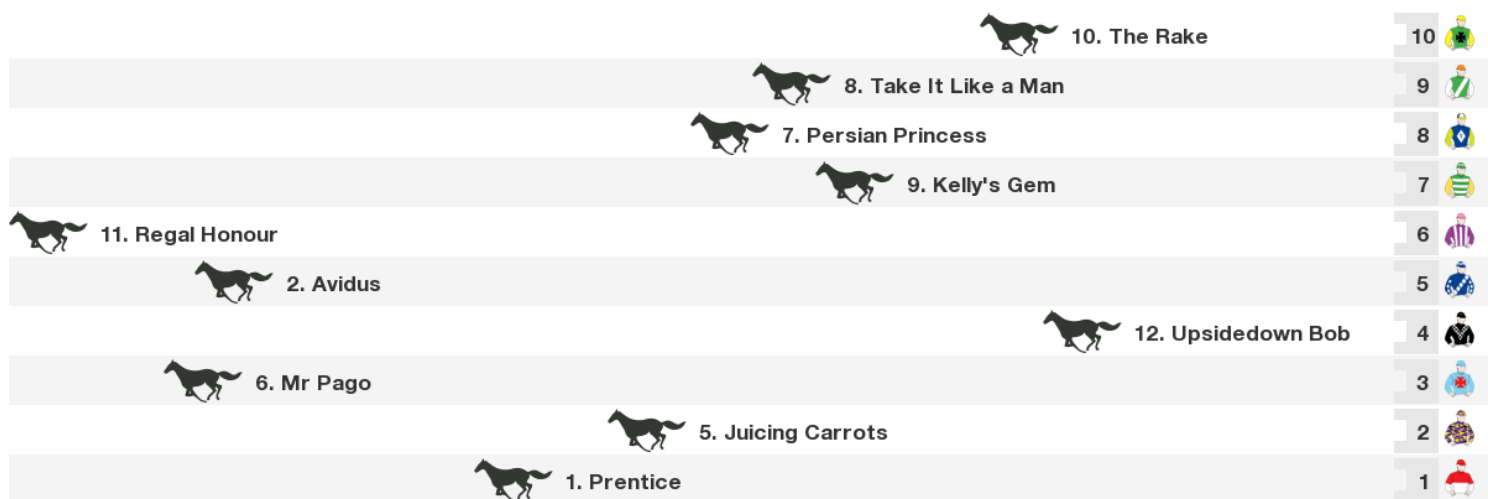 10. The Rake 10
8. Take It Like a Man 9
7. Persian Princess 8
9. Kelly's Gem 7
11. Regal Honour 6
2. Avidus 5
12. Upsidedown Bob 4
6. Mr Pago 3
5. Juicing Carrots 2
1. Prentice 1